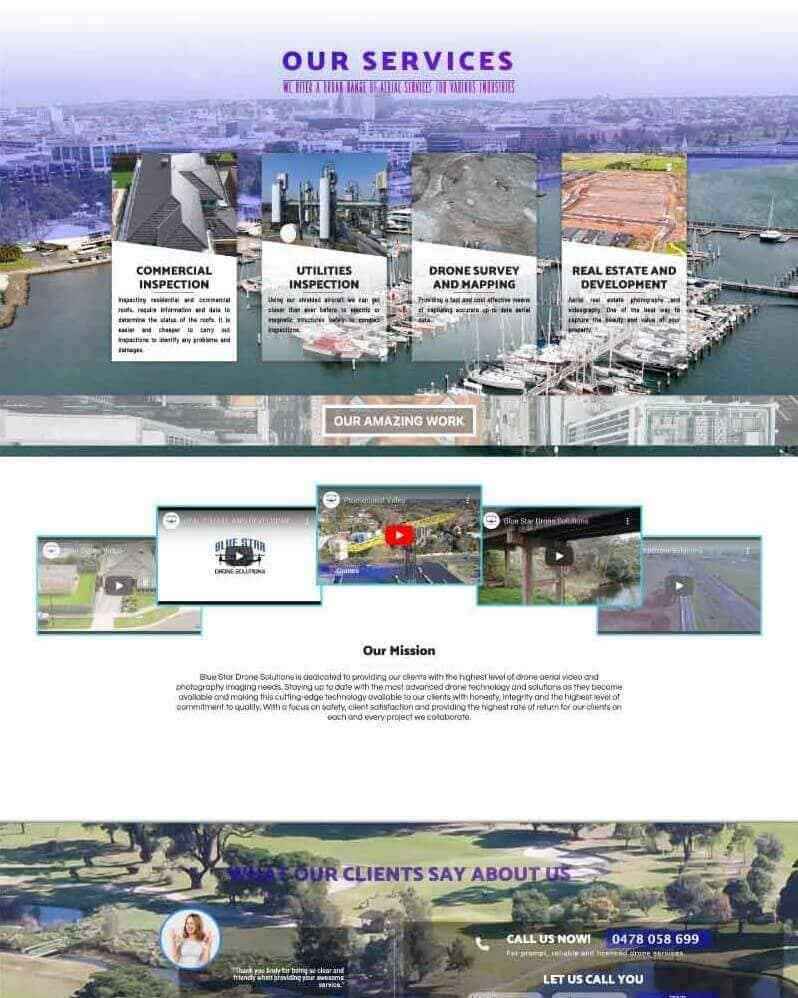 OUR SERVICES
WE OFFER A BROAD RANGE OF AERIAL SERVICES FOR VARIOUS INDUSTRIES
COMMERCIAL
INSPECTION
Inspecting residential and commercial
roofs, require information and data to
determine the status of the roofs. It is
easier and cheaper to carry out
inspections to identify any problems and
damages.
UTILITIES
INSPECTION
Using our shielded aircraft we can get
closer than ever before to electric or
magnetic structures safely to conduct
inspections.
DRONE SURVEY
AND MAPPING
Providing a fast and cost effective means
of capturing accurate up to date aerial
data.
REAL ESTATE AND
DEVELOPMENT
Aerial real estate photography and
videography. One of the best way to
capture the beauty and value of your
property.
OUR AMAZING WORK
Promotional Video
Blue Star Drone Solutions
BLUE STAR
DRONE SOLUTIONS
Our Mission
Blue Star Drone Solutions is dedicated to providing our clients with the highest level of drone aerial video and
photography imaging needs. Staying up to date with the most advanced drone technology and solutions as they become
available and making this cutting-edge technology available to our clients with honesty, integrity and the highest level of
commitment to quality. With a focus on safety, client satisfaction and providing the highest rate of return for our clients on
each and every project we collaborate.
WHAT OUR CLIENTS SAY ABOUT US
CALL US NOW! 0478 058 699
For prompt, reliable and licenced drone services
"Thank you Andy for being so clear and
friendly when providing your awesome
service."
LET US CALL YOU